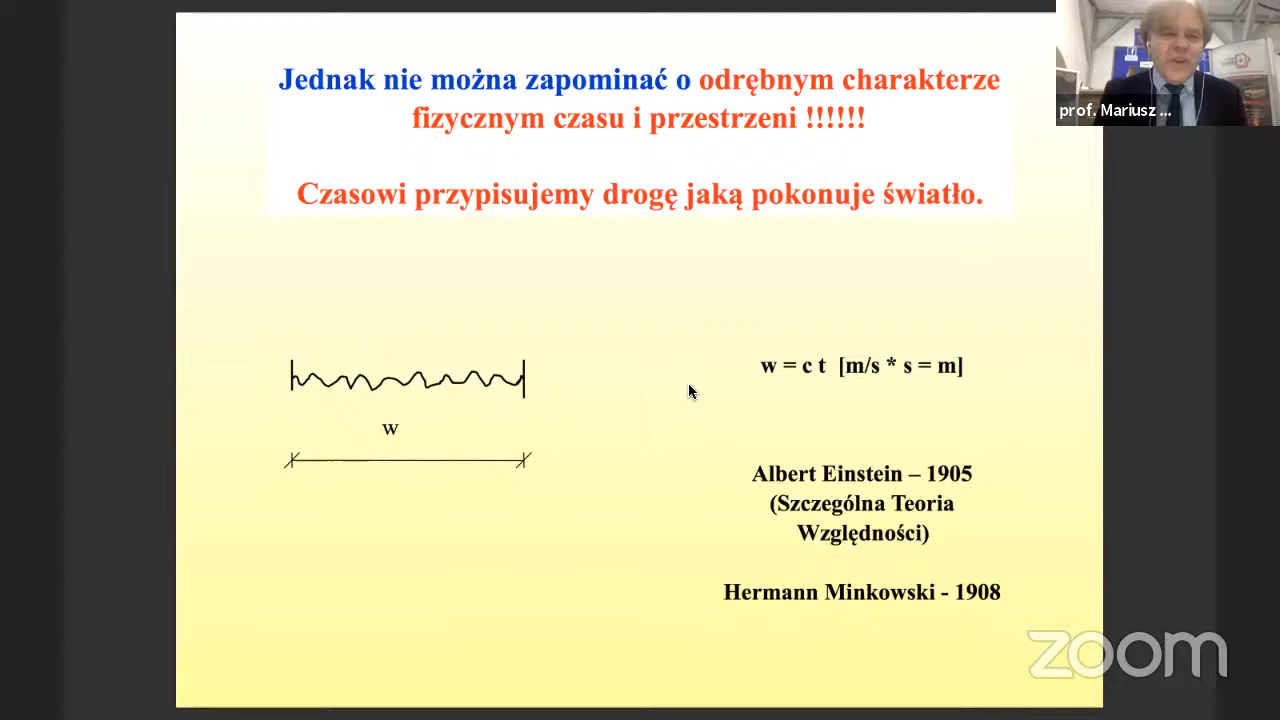 Jednak nie można zapominać o odrębnym charakterze
fizycznym czasu i przestrzeni !!!!!!
Czasowi przypisujemy drogę jaką pokonuje światło.
prof. Mariusz ...
w = c t [m/s * s = m]
w
Albert Einstein – 1905
(Szczególna Teoria
Względności)
Hermann Minkowski - 1908
zoom